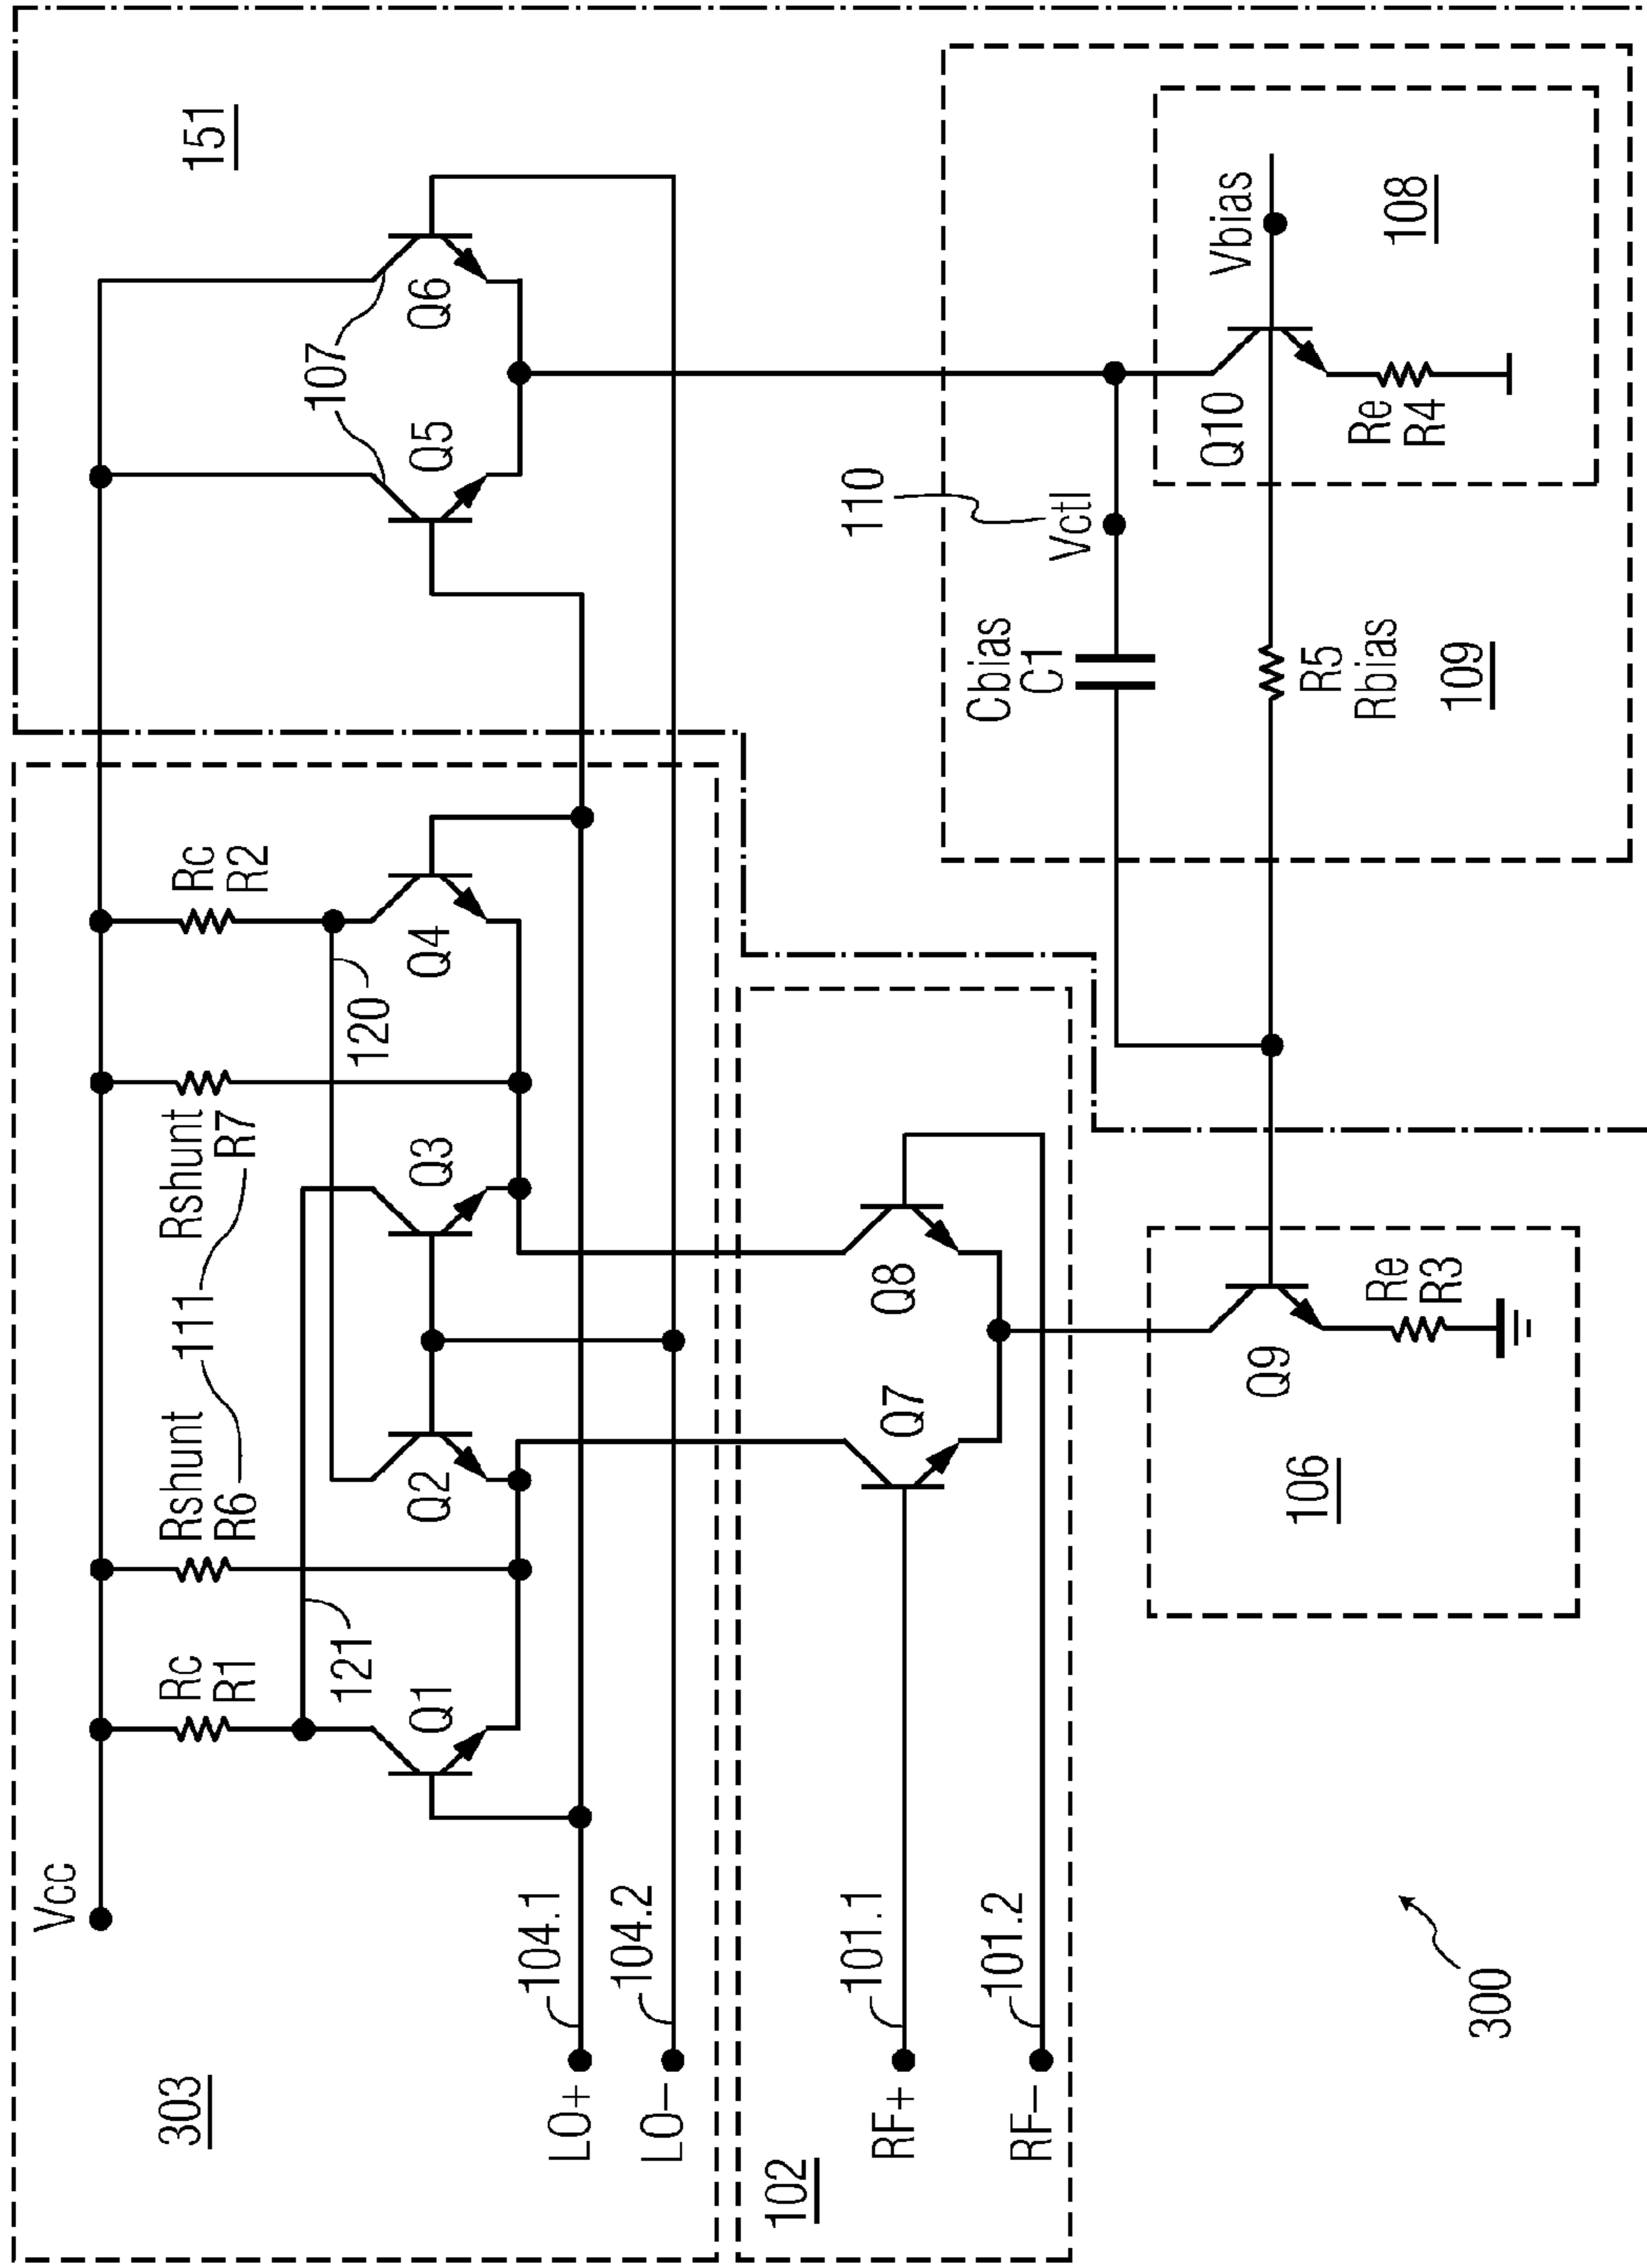 Vcc
303
Rc
R1
Rshunt
R6
111
Rshunt
R7
Rc
R2
121
120
Q1
Q2
Q3
Q4
107
Q5
Q6
151
104.1
LO+
104.2
LO−
102
101.1
RF+
101.2
RF−
Q7
Q8
110
Vctl
Cbias
C1
Vbias
108
Q10
Re
R4
R5
Rbias
109
Q9
Re
R3
106
300